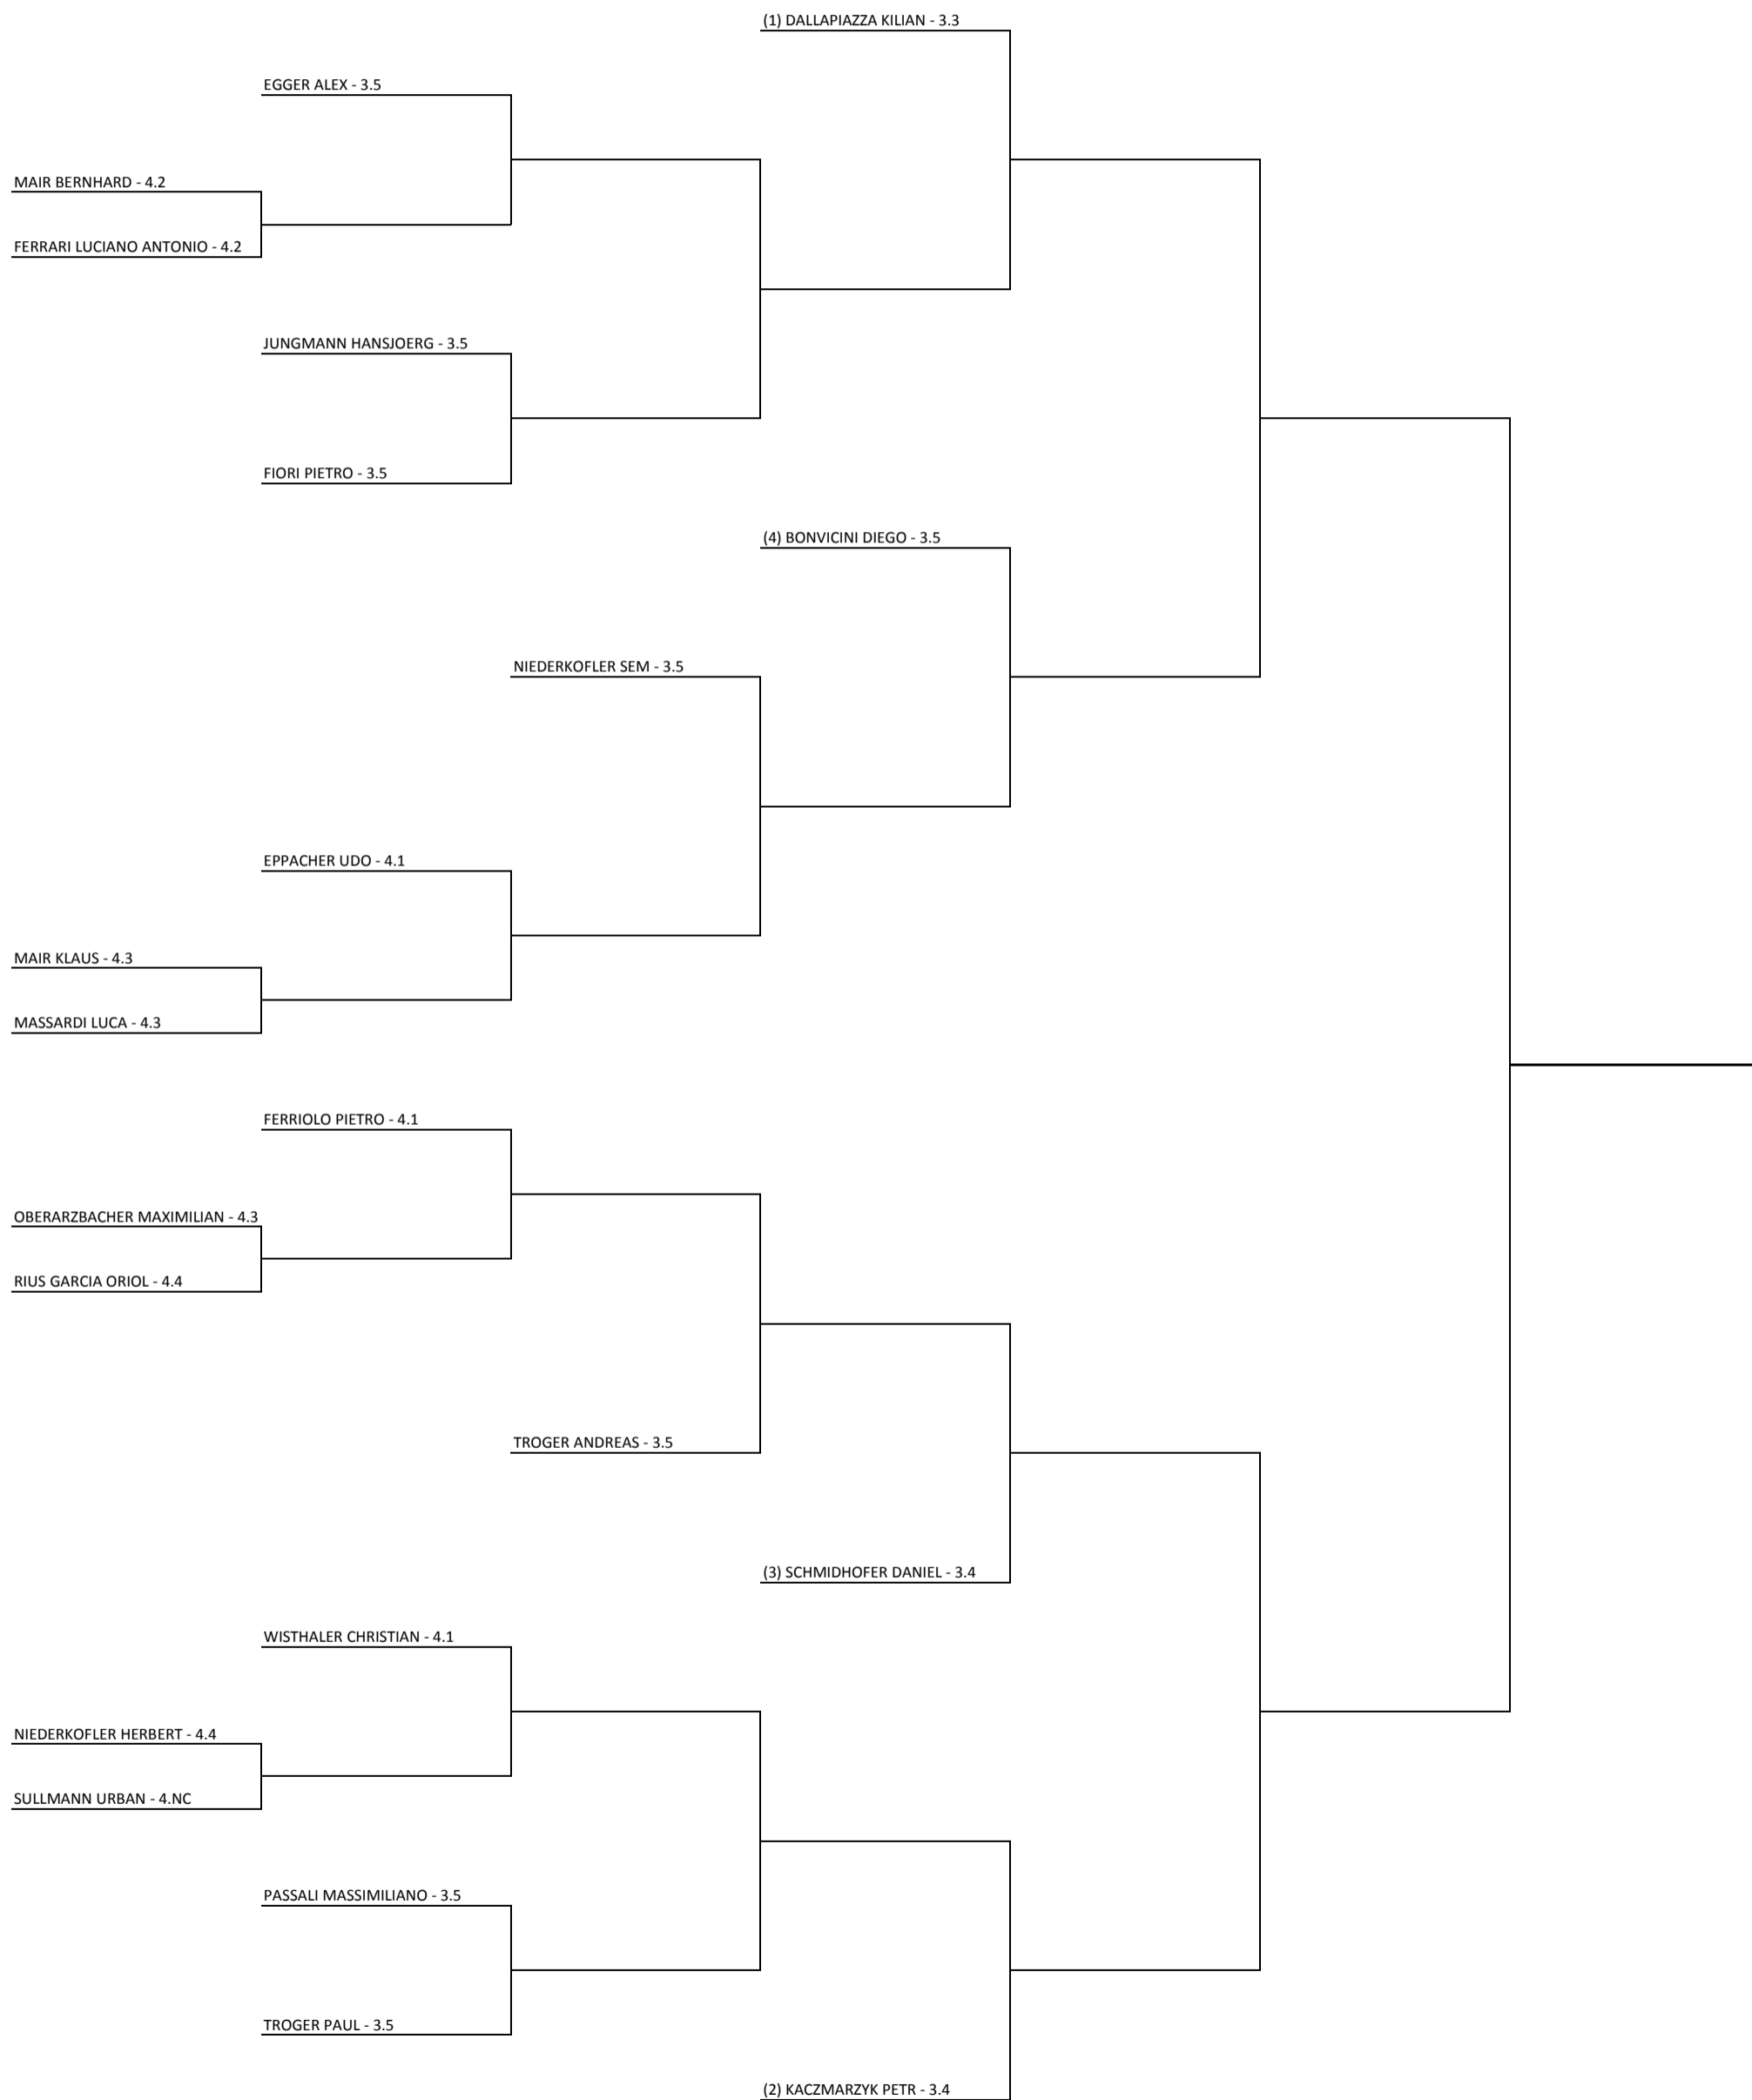 (1) DALLAPIAZZA KILIAN - 3.3
EGGER ALEX - 3.5
MAIR BERNHARD - 4.2
FERRARI LUCIANO ANTONIO - 4.2
JUNGMANN HANSJOERG - 3.5
FIORI PIETRO - 3.5
(4) BONVICINI DIEGO - 3.5
NIEDERKOFLER SEM - 3.5
EPPACHER UDO - 4.1
MAIR KLAUS - 4.3
MASSARDI LUCA - 4.3
FERRIOLO PIETRO - 4.1
OBERARZBACHER MAXIMILIAN - 4.3
RIUS GARCIA ORIOL - 4.4
TROGER ANDREAS - 3.5
(3) SCHMIDHOFER DANIEL - 3.4
WISTHALER CHRISTIAN - 4.1
NIEDERKOFLER HERBERT - 4.4
SULLMANN URBAN - 4.NC
PASSALI MASSIMILIANO - 3.5
TROGER PAUL - 3.5
(2) KACZMARZYK PETR - 3.4